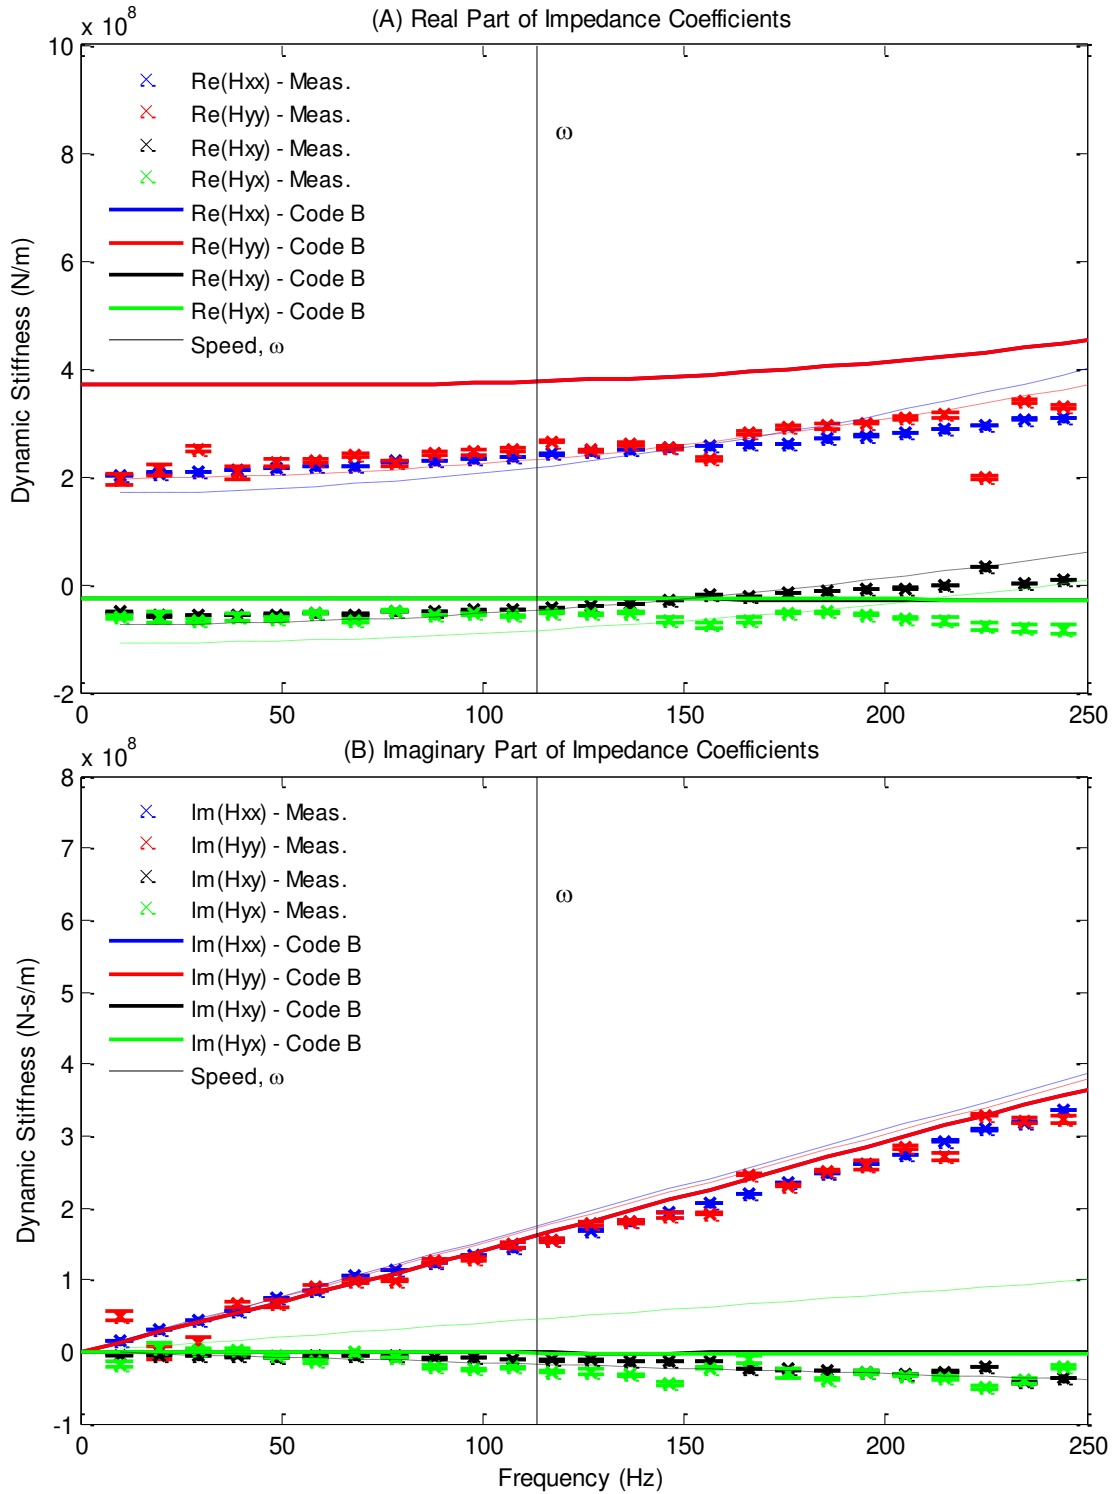 (A) Real Part of Impedance Coefficients
x 10^8
10
8
6
4
2
0
-2
Dynamic Stiffness (N/m)
Re(Hxx) - Meas.
Re(Hyy) - Meas.
Re(Hxy) - Meas.
Re(Hyx) - Meas.
Re(Hxx) - Code B
Re(Hyy) - Code B
Re(Hxy) - Code B
Re(Hyx) - Code B
Speed, ω
ω
0 50 100 150 200 250
(B) Imaginary Part of Impedance Coefficients
x 10^8
8
7
6
5
4
3
2
1
0
-1
Dynamic Stiffness (N-s/m)
Im(Hxx) - Meas.
Im(Hyy) - Meas.
Im(Hxy) - Meas.
Im(Hyx) - Meas.
Im(Hxx) - Code B
Im(Hyy) - Code B
Im(Hxy) - Code B
Im(Hyx) - Code B
Speed, ω
ω
0 50 100 150 200 250
Frequency (Hz)